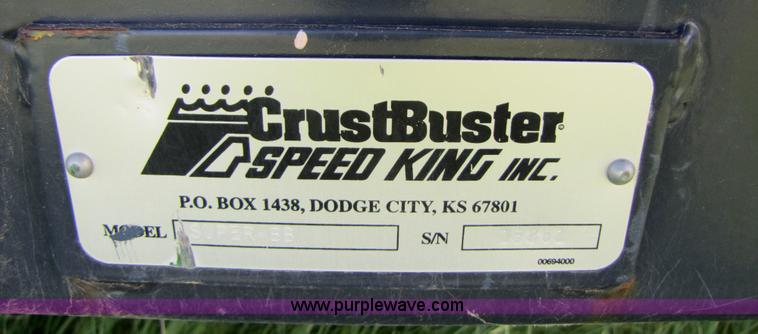 CrustBuster
SPEED KING INC.
P.O. BOX 1438, DODGE CITY, KS 67801
MODEL S/N
00694000
www.purplewave.com